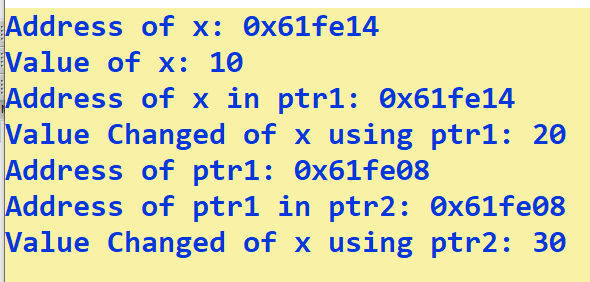 Address of x: 0x61fe14
Value of x: 10
Address of x in ptr1: 0x61fe14
Value Changed of x using ptr1: 20
Address of ptr1: 0x61fe08
Address of ptr1 in ptr2: 0x61fe08
Value Changed of x using ptr2: 30